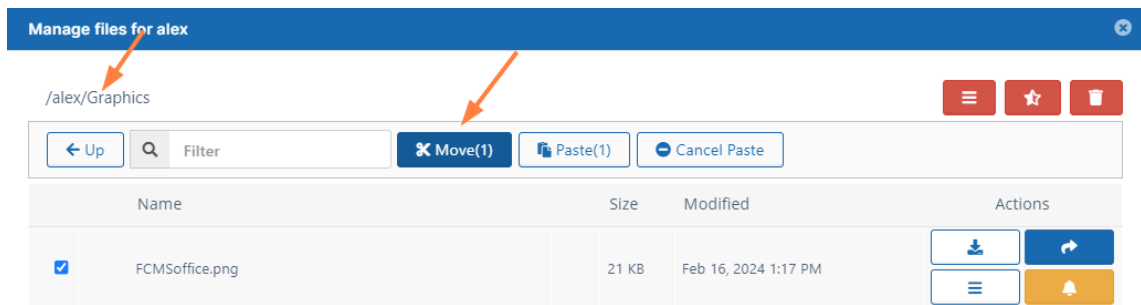 Manage files for alex
/alex/Graphics
Up Filter Move(1) Paste(1) Cancel Paste
Name Size Modified Actions
FCMSoffice.png 21 KB Feb 16, 2024 1:17 PM